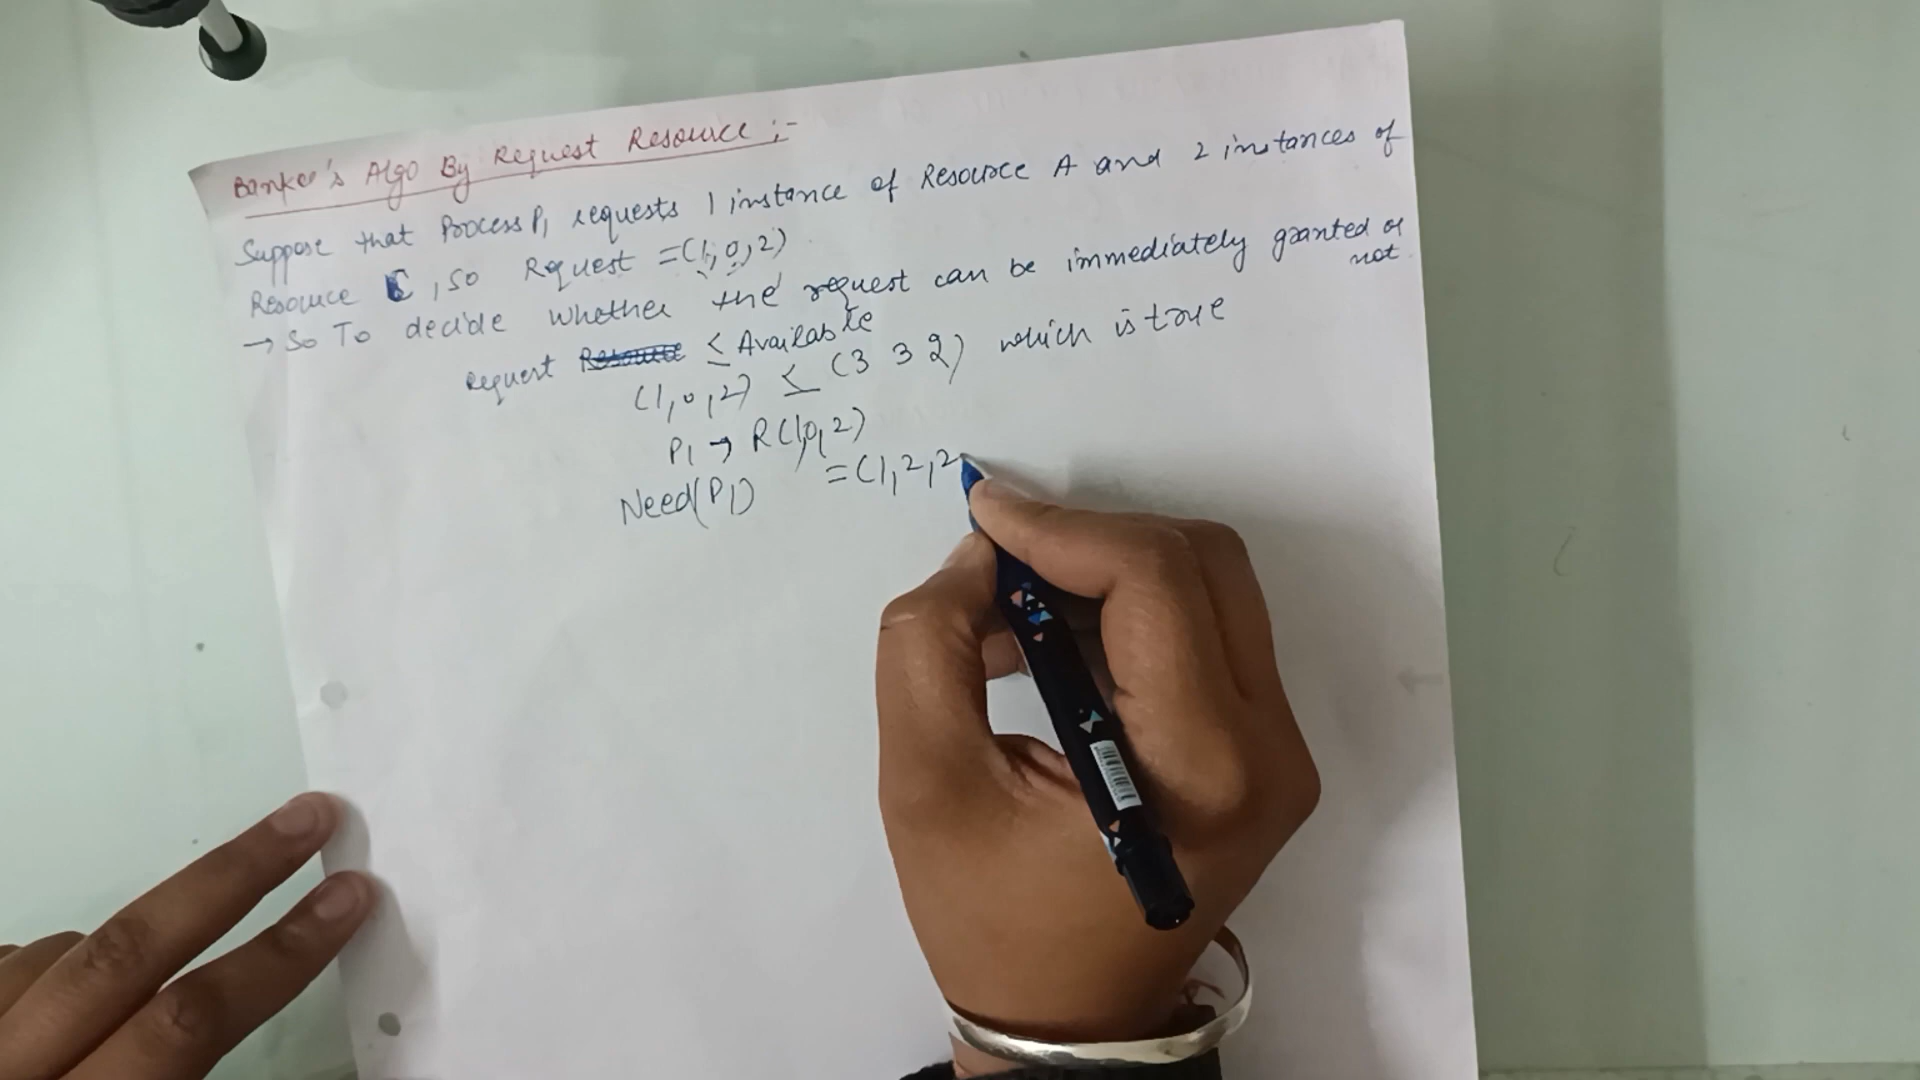 Banker's Algo By Request Resource :-
Suppose that Process P1 requests 1 instance of Resource A and 2 instances of
Resource C, so Request =(1,0,2)
→ So To decide whether the request can be immediately granted or
not.
request ≤ Available
(1,0,2) ≤ (3 3 2) which is true
P1 → R(1,0,2)
Need(P1) =(1,2,2